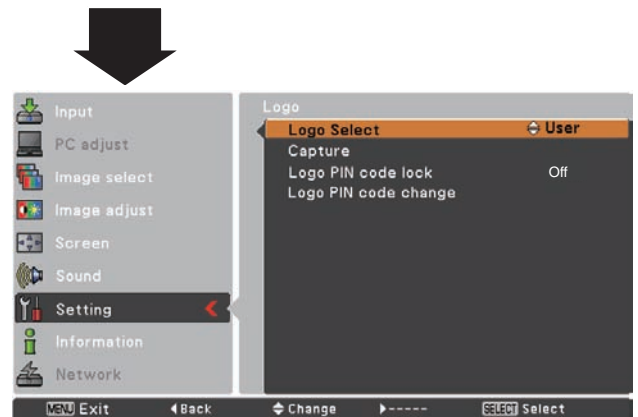 Input
PC adjust
Image select
Image adjust
Screen
Sound
Setting
Information
Network
Logo
Logo Select User
Capture
Logo PIN code lock Off
Logo PIN code change
MENU Exit Back Change ----- SELECT Select